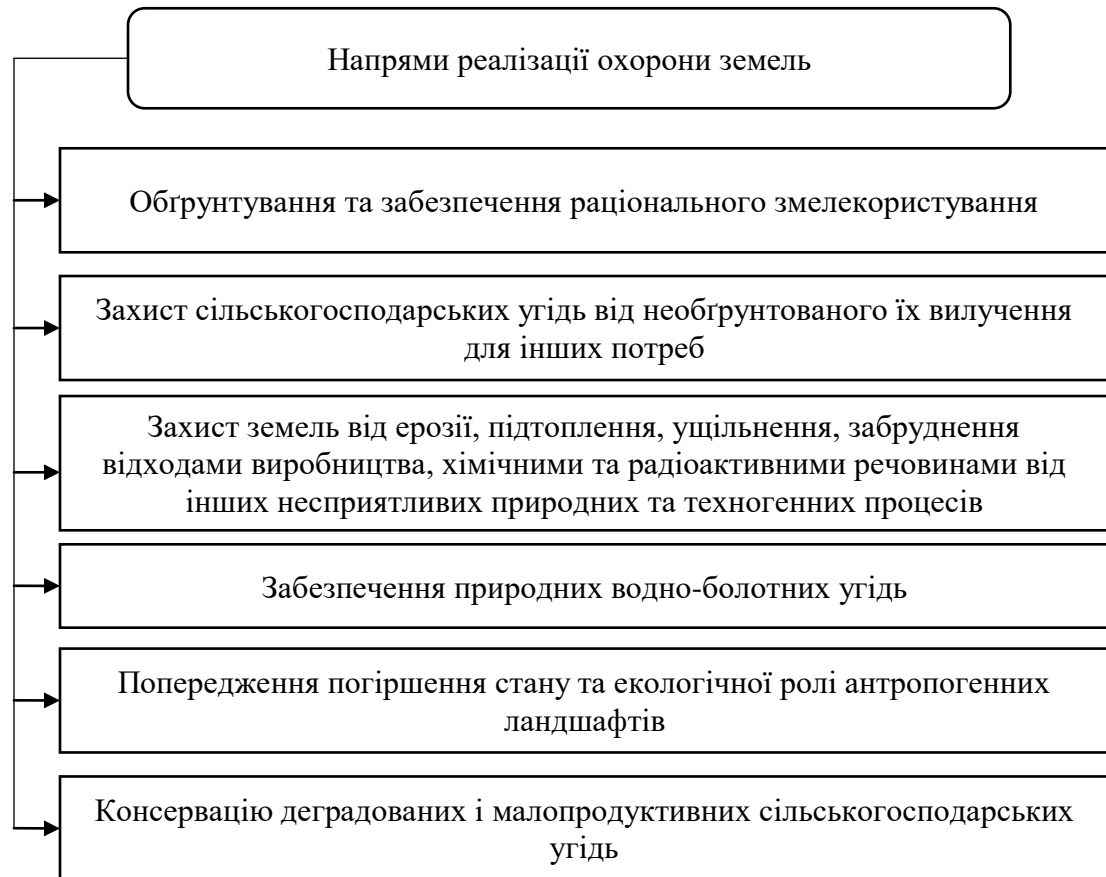 Напрями реалізації охорони земель
Обґрунтування та забезпечення раціонального змелекористування
Захист сільськогосподарських угідь від необґрунтованого їх вилучення
для інших потреб
Захист земель від ерозії, підтоплення, ущільнення, забруднення
відходами виробництва, хімічними та радіоактивними речовинами від
інших несприятливих природних та техногенних процесів
Забезпечення природних водно-болотних угідь
Попередження погіршення стану та екологічної ролі антропогенних
ландшафтів
Консервацію деградованих і малопродуктивних сільськогосподарських
угідь